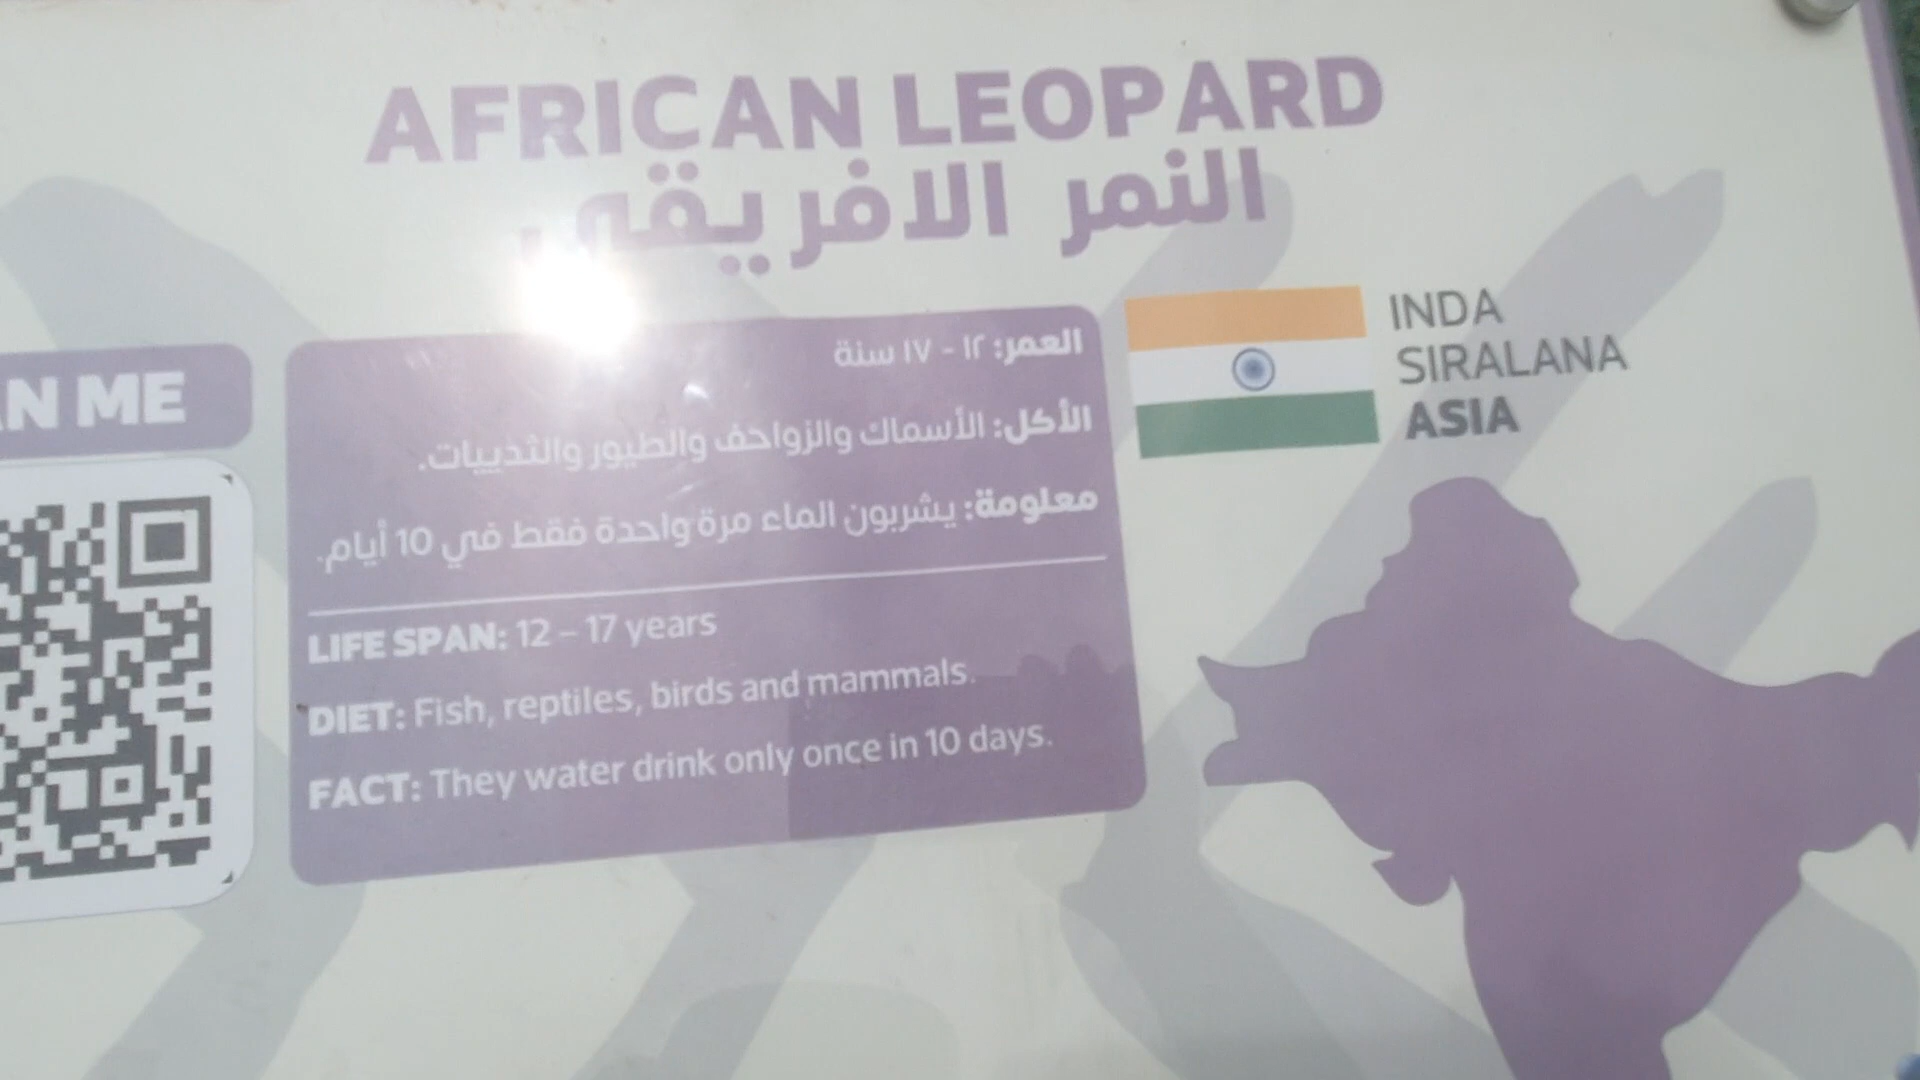 AFRICAN LEOPARD
النمر الافريقي
INDA
SIRALANA
ASIA
ME
العمر: ١٢ - ١٧ سنة
الأكل: الأسماك والزواحف والطيور والثدييات.
معلومة: يشربون الماء مرة واحدة فقط في 10 أيام.
LIFE SPAN: 12 – 17 years
DIET: Fish, reptiles, birds and mammals.
FACT: They water drink only once in 10 days.